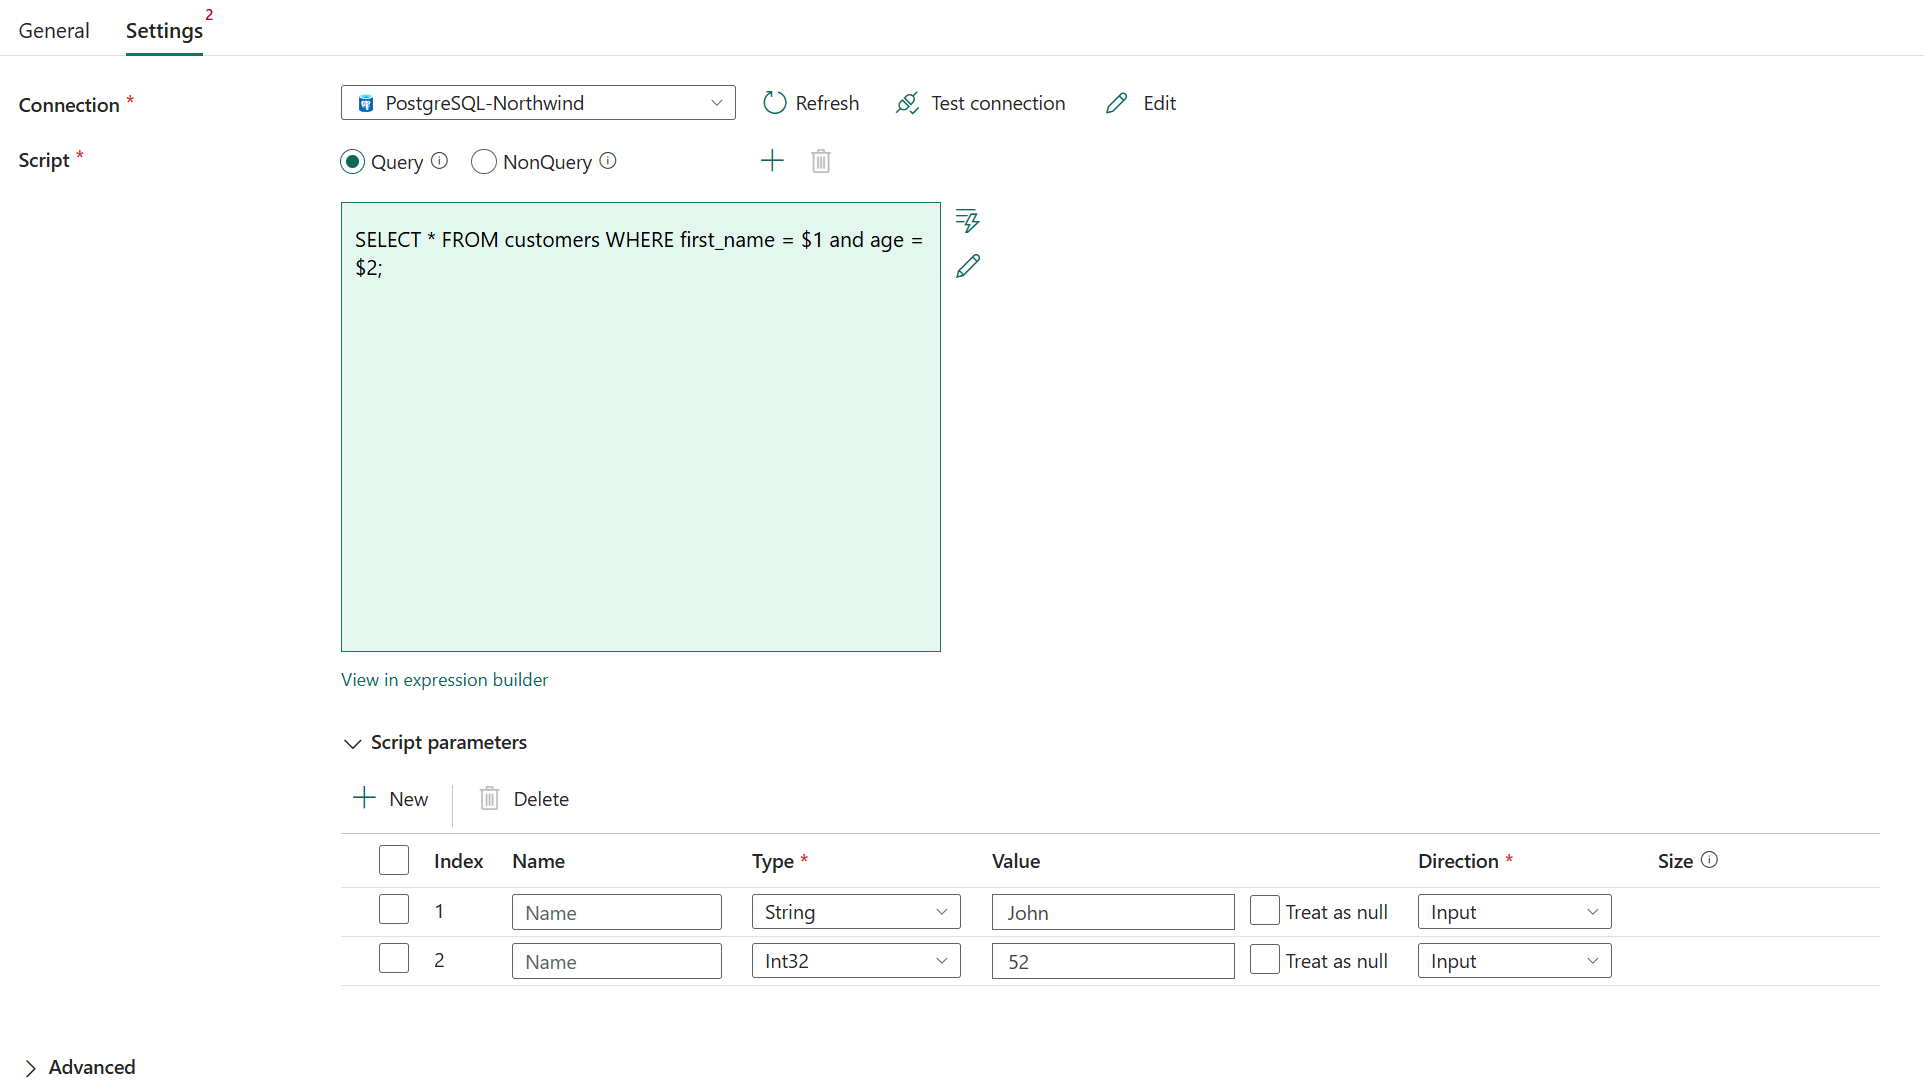 General Settings 2
Connection * PostgreSQL-Northwind Refresh Test connection Edit
Script * Query NonQuery
SELECT * FROM customers WHERE first_name = $1 and age =
$2;
View in expression builder
Script parameters
New Delete
Index Name Type * Value Direction * Size
1 Name String John Treat as null Input
2 Name Int32 52 Treat as null Input
Advanced